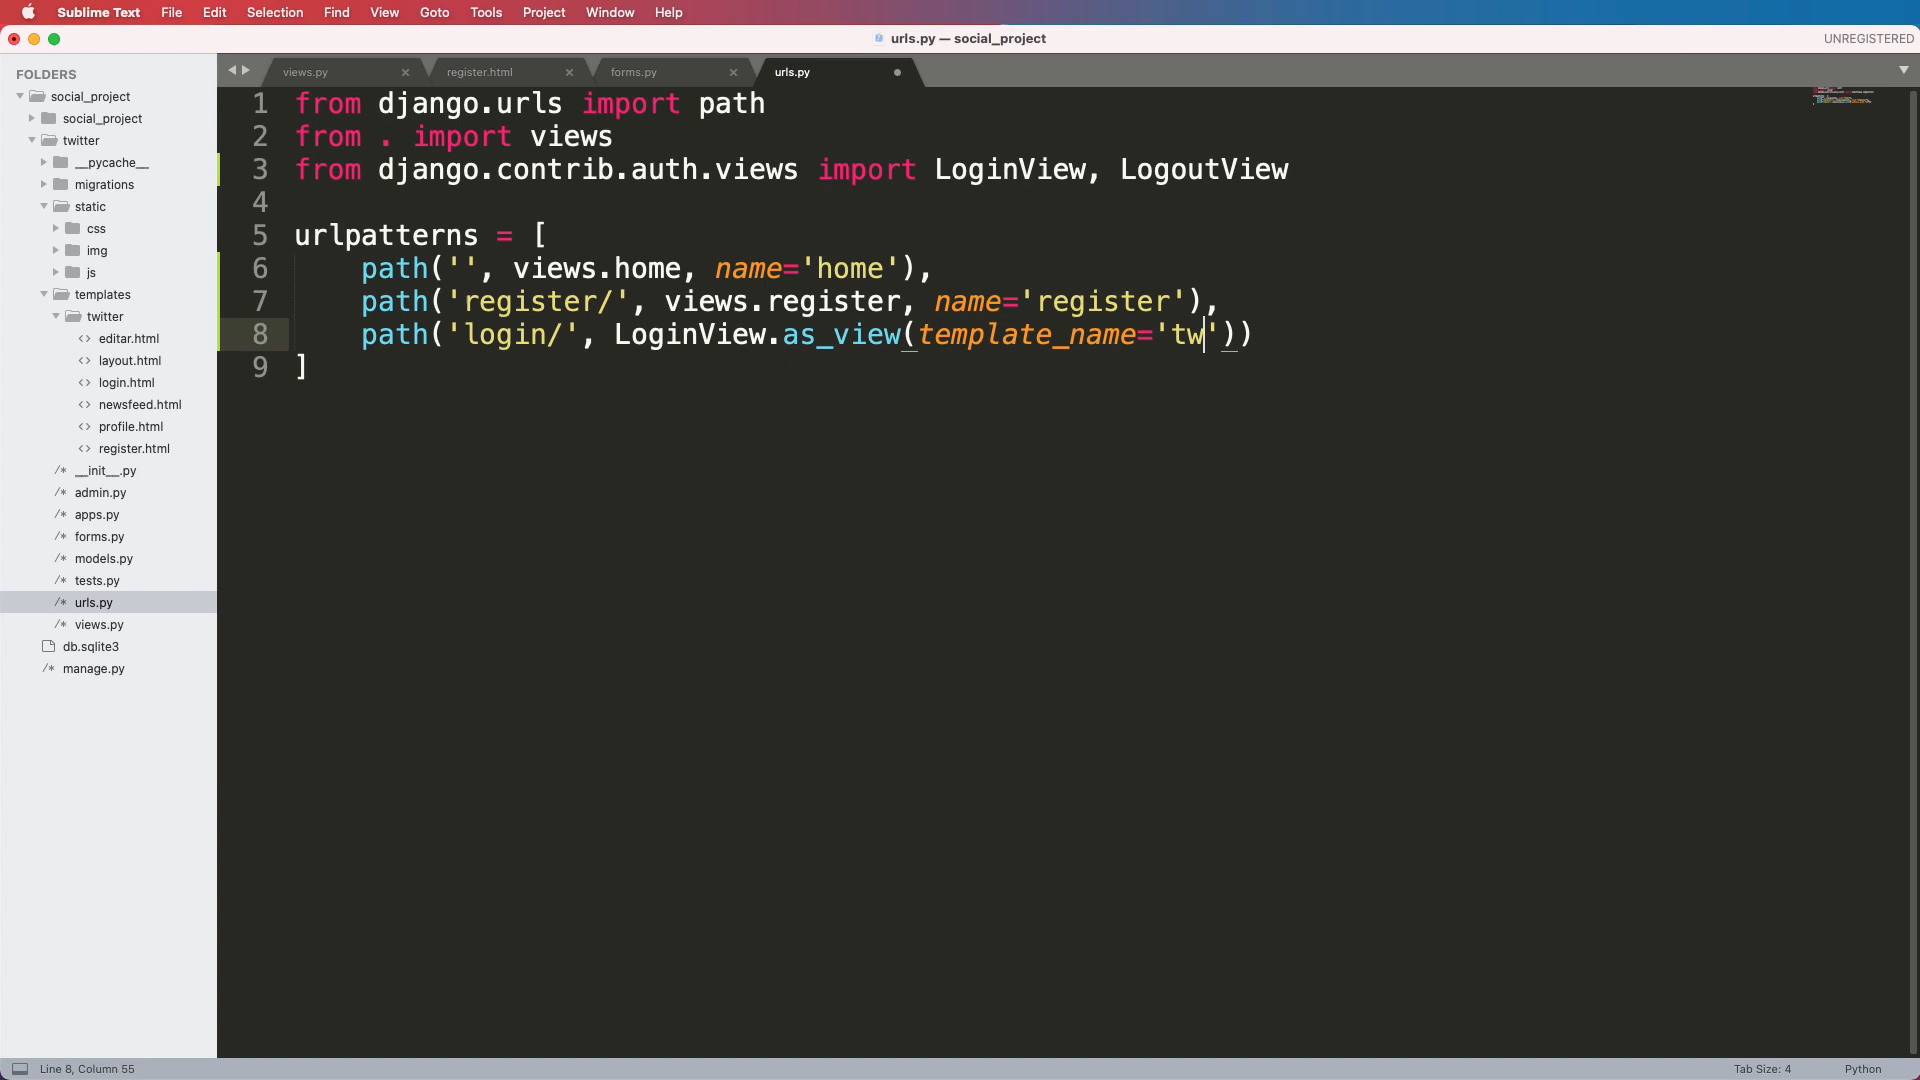 Sublime Text File Edit Selection Find View Goto Tools Project Window Help
urls.py — social_project UNREGISTERED
FOLDERS
social_project
social_project
twitter
__pycache__
migrations
static
css
img
js
templates
twitter
editar.html
layout.html
login.html
newsfeed.html
profile.html
register.html
__init__.py
admin.py
apps.py
forms.py
models.py
tests.py
urls.py
views.py
db.sqlite3
manage.py
views.py register.html forms.py urls.py
1 from django.urls import path
2 from . import views
3 from django.contrib.auth.views import LoginView, LogoutView
4
5 urlpatterns = [
6 path('', views.home, name='home'),
7 path('register/', views.register, name='register'),
8 path('login/', LoginView.as_view(template_name='tw'))
9 ]
Line 8, Column 55 Tab Size: 4 Python